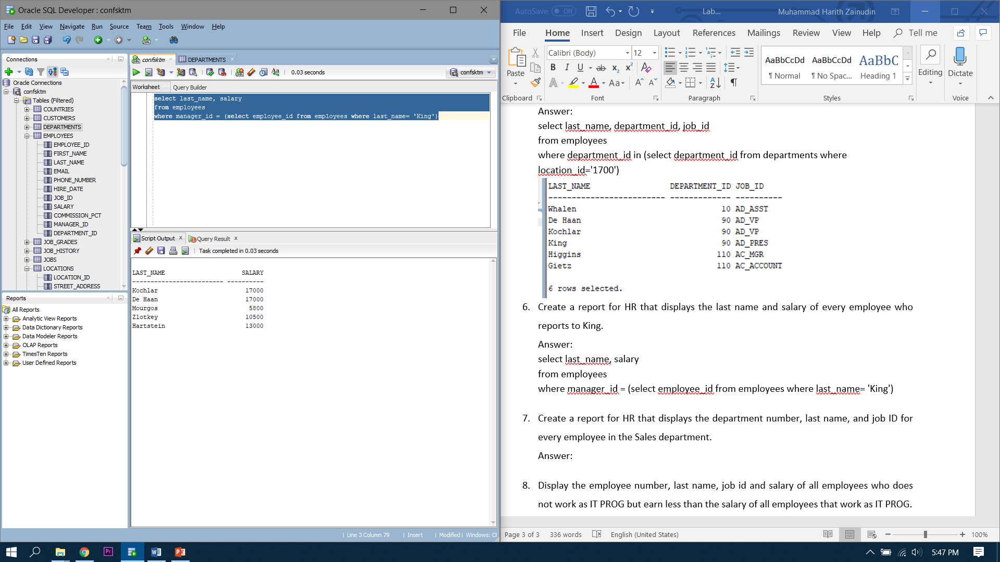 Oracle SQL Developer : confsktm
File Edit View Navigate Run Source Team Tools Window Help
Connections
Oracle Connections
confsktm
Tables (Filtered)
COUNTRIES
CUSTOMERS
DEPARTMENTS
EMPLOYEES
EMPLOYEE_ID
FIRST_NAME
LAST_NAME
EMAIL
PHONE_NUMBER
HIRE_DATE
JOB_ID
SALARY
COMMISSION_PCT
MANAGER_ID
DEPARTMENT_ID
JOB_GRADES
JOB_HISTORY
JOBS
LOCATIONS
LOCATION_ID
STREET_ADDRESS
Reports
All Reports
Analytic View Reports
Data Dictionary Reports
Data Modeler Reports
OLAP Reports
TimesTen Reports
User Defined Reports
confsktm DEPARTMENTS
0.03 seconds confsktm
Worksheet Query Builder
select last_name, salary
from employees
where manager_id = (select employee_id from employees where last_name= 'King')
Script Output Query Result
Task completed in 0.03 seconds
LAST_NAME SALARY
------------------------- ----------
Kochlar 17000
De Haan 17000
Mourgos 5800
Zlotkey 10500
Hartstein 13000
Line 3 Column 79 Insert Modified Windows: CF
AutoSave Off Lab... Muhammad Harith Zainudin
File Home Insert Design Layout References Mailings Review View Help Tell me
Paste
Calibri (Body) 12
B I U ab x2 x2
A A A Aa A A
AaBbCcDd AaBbCcDd AaBbC
¶ Normal ¶ No Spac... Heading 1
Editing Dictate
Clipboard Font Paragraph Styles Voice
Answer:
select last_name, department_id, job_id
from employees
where department_id in (select department_id from departments where
location_id='1700')
LAST_NAME DEPARTMENT_ID JOB_ID
------------------------- ------------- ----------
Whalen 10 AD_ASST
De Haan 90 AD_VP
Kochlar 90 AD_VP
King 90 AD_PRES
Higgins 110 AC_MGR
Gietz 110 AC_ACCOUNT
6 rows selected.
6. Create a report for HR that displays the last name and salary of every employee who
reports to King.
Answer:
select last_name, salary
from employees
where manager_id = (select employee_id from employees where last_name= 'King')
7. Create a report for HR that displays the department number, last name, and job ID for
every employee in the Sales department.
Answer:
8. Display the employee number, last name, job id and salary of all employees who does
not work as IT PROG but earn less than the salary of all employees that work as IT PROG.
Page 3 of 3 336 words English (United States) 100%
Pr
5:47 PM